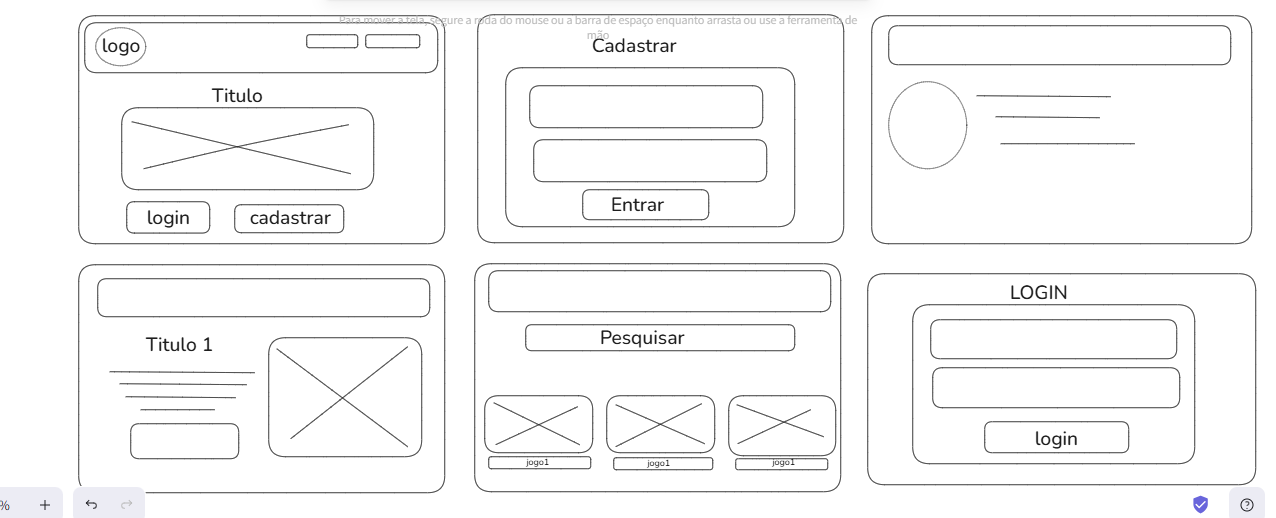 Para mover a tela, segure a roda do mouse ou a barra de espaço enquanto arrasta ou use a ferramenta de
mão
logo
Titulo
login
cadastrar
Cadastrar
Entrar
Titulo 1
Pesquisar
jogo1
jogo1
jogo1
LOGIN
login
%